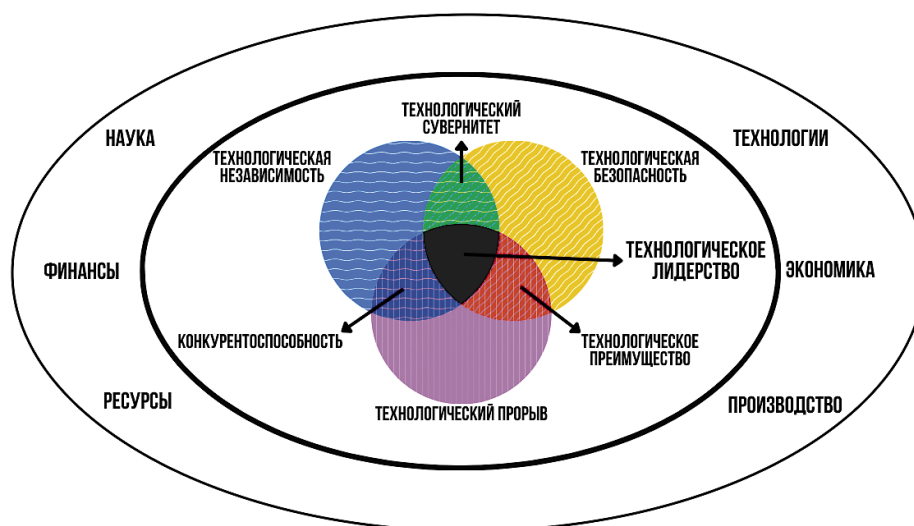 ТЕХНОЛОГИЧЕСКИЙ
СУВЕРНИТЕТ
НАУКА
ТЕХНОЛОГИИ
ТЕХНОЛОГИЧЕСКАЯ
НЕЗАВИСИМОСТЬ
ТЕХНОЛОГИЧЕСКАЯ
БЕЗОПАСНОСТЬ
ФИНАНСЫ
ТЕХНОЛОГИЧЕСКОЕ
ЛИДЕРСТВО
ЭКОНОМИКА
КОНКУРЕНТОСПОСОБНОСТЬ
ТЕХНОЛОГИЧЕСКОЕ
ПРЕИМУЩЕСТВО
РЕСУРСЫ
ТЕХНОЛОГИЧЕСКИЙ ПРОРЫВ
ПРОИЗВОДСТВО